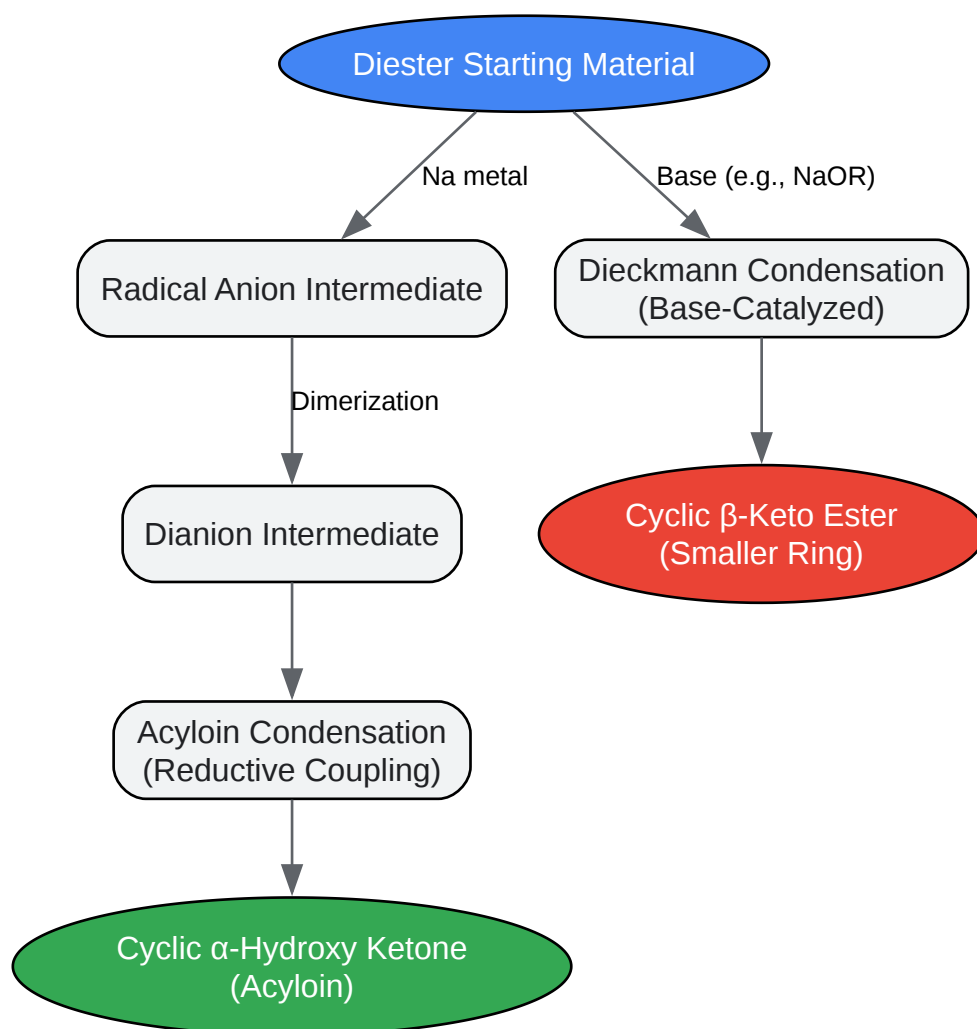 Diester Starting Material
Na metal
Base (e.g., NaOR)
Radical Anion Intermediate
Dieckmann Condensation
(Base-Catalyzed)
Dimerization
Dianion Intermediate
Cyclic β-Keto Ester
(Smaller Ring)
Acyloin Condensation
(Reductive Coupling)
Cyclic α-Hydroxy Ketone
(Acyloin)